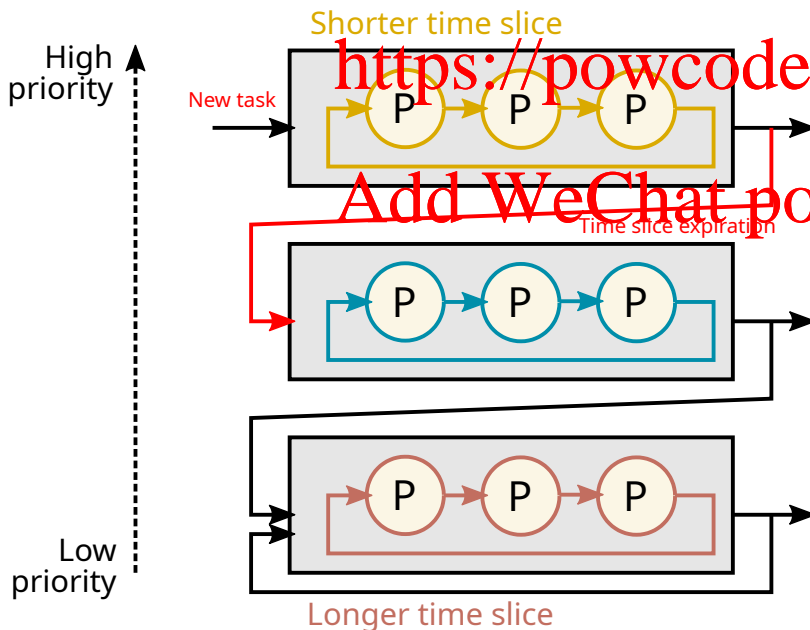 Shorter time slice
High
priority
https://powcode
New task
P P P
Add WeChat po
Time slice expiration
P P P
P P P
Low
priority
Longer time slice